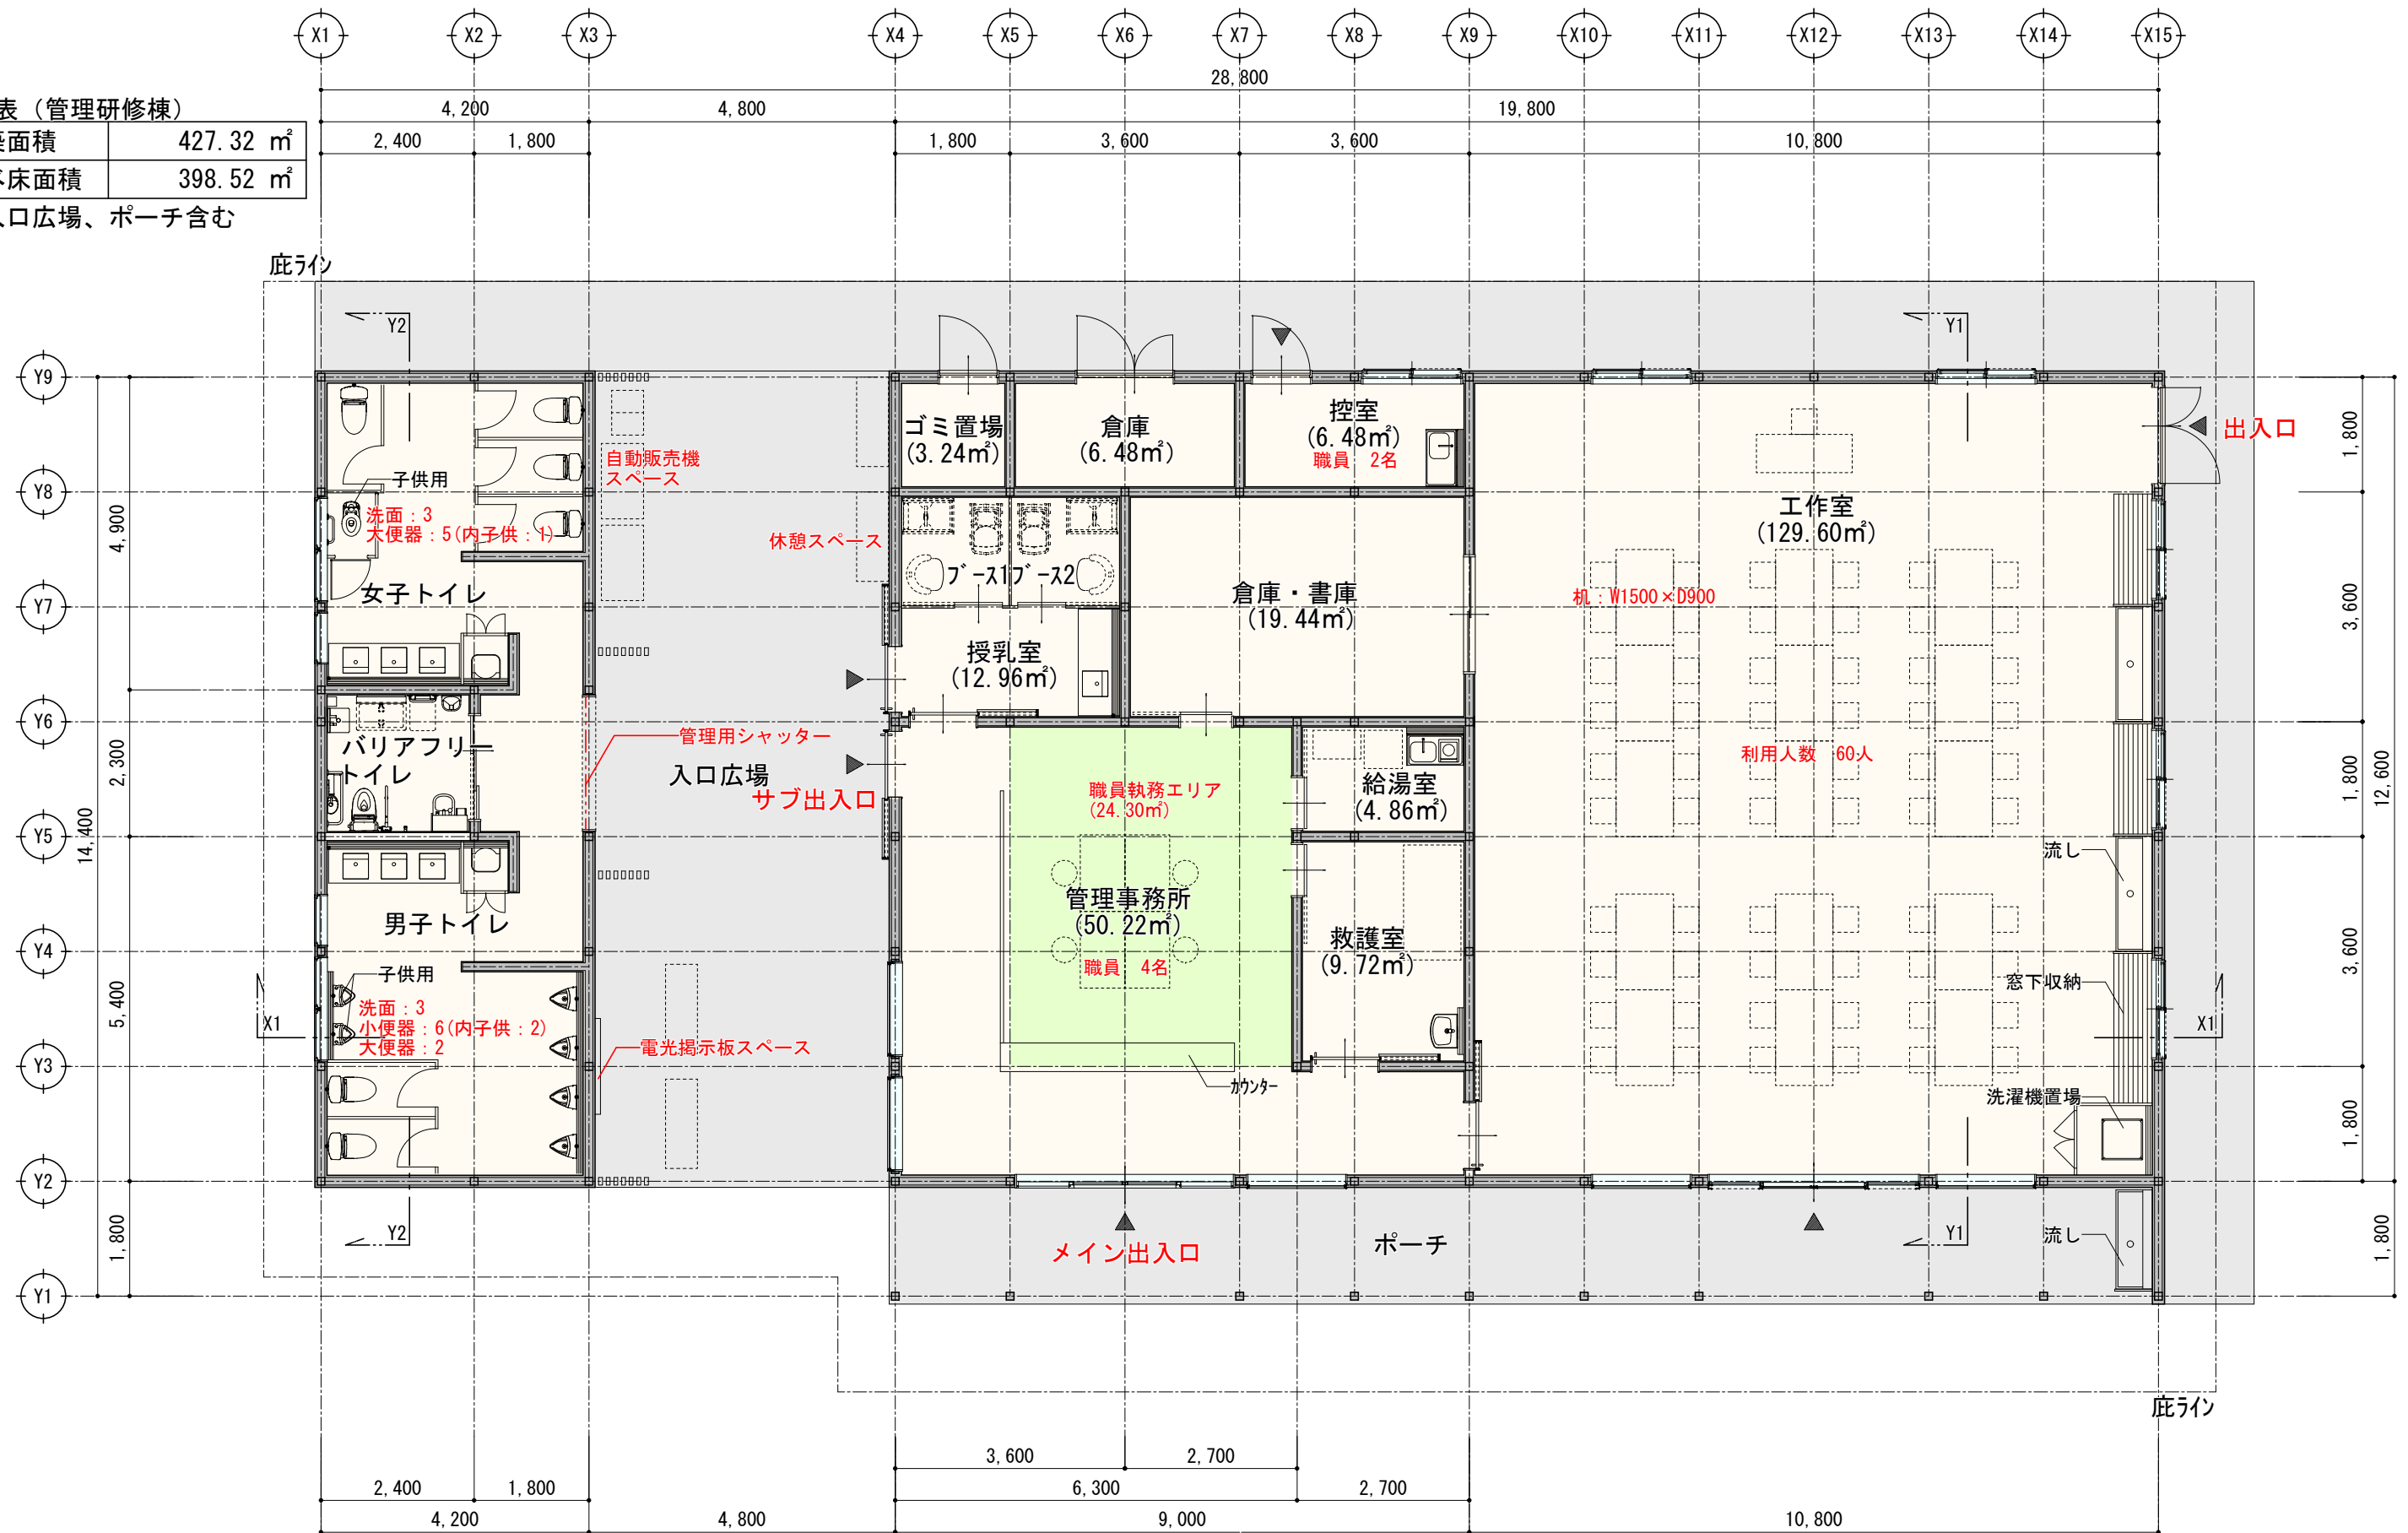 X1 X2 X3 X4 X5 X6 X7 X8 X9 X10 X11 X12 X13 X14 X15
28,800
4,200 4,800 19,800
2,400 1,800 1,800 3,600 3,600 10,800
表（管理研修棟）
面積 427.32 ㎡
床面積 398.52 ㎡
口広場、ポーチ含む
庇ライン
Y2 Y1
Y9
Y8
Y7
Y6
Y5
Y4
Y3
Y2
Y1
4,900
2,300
5,400
1,800
14,400
子供用
洗面：3
大便器：5(内子供：1)
女子トイレ
バリアフリー
トイレ
男子トイレ
子供用
洗面：3
小便器：6(内子供：2)
大便器：2
X1
Y2
自動販売機
スペース
休憩スペース
管理用シャッター
入口広場
サブ出入口
電光掲示板スペース
ゴミ置場
(3.24㎡)
倉庫
(6.48㎡)
控室
(6.48㎡)
職員　2名
ブース1
ブース2
授乳室
(12.96㎡)
倉庫・書庫
(19.44㎡)
職員執務エリア
(24.30㎡)
給湯室
(4.86㎡)
管理事務所
(50.22㎡)
職員　4名
救護室
(9.72㎡)
カウンター
メイン出入口
ポーチ
出入口
工作室
(129.60㎡)
机：W1500×D900
利用人数　60人
流し
窓下収納
洗濯機置場
X1
Y1
流し
1,800
3,600
1,800
3,600
1,800
12,600
1,800
庇ライン
3,600 2,700
2,400 1,800 6,300 2,700
4,200 4,800 9,000 10,800